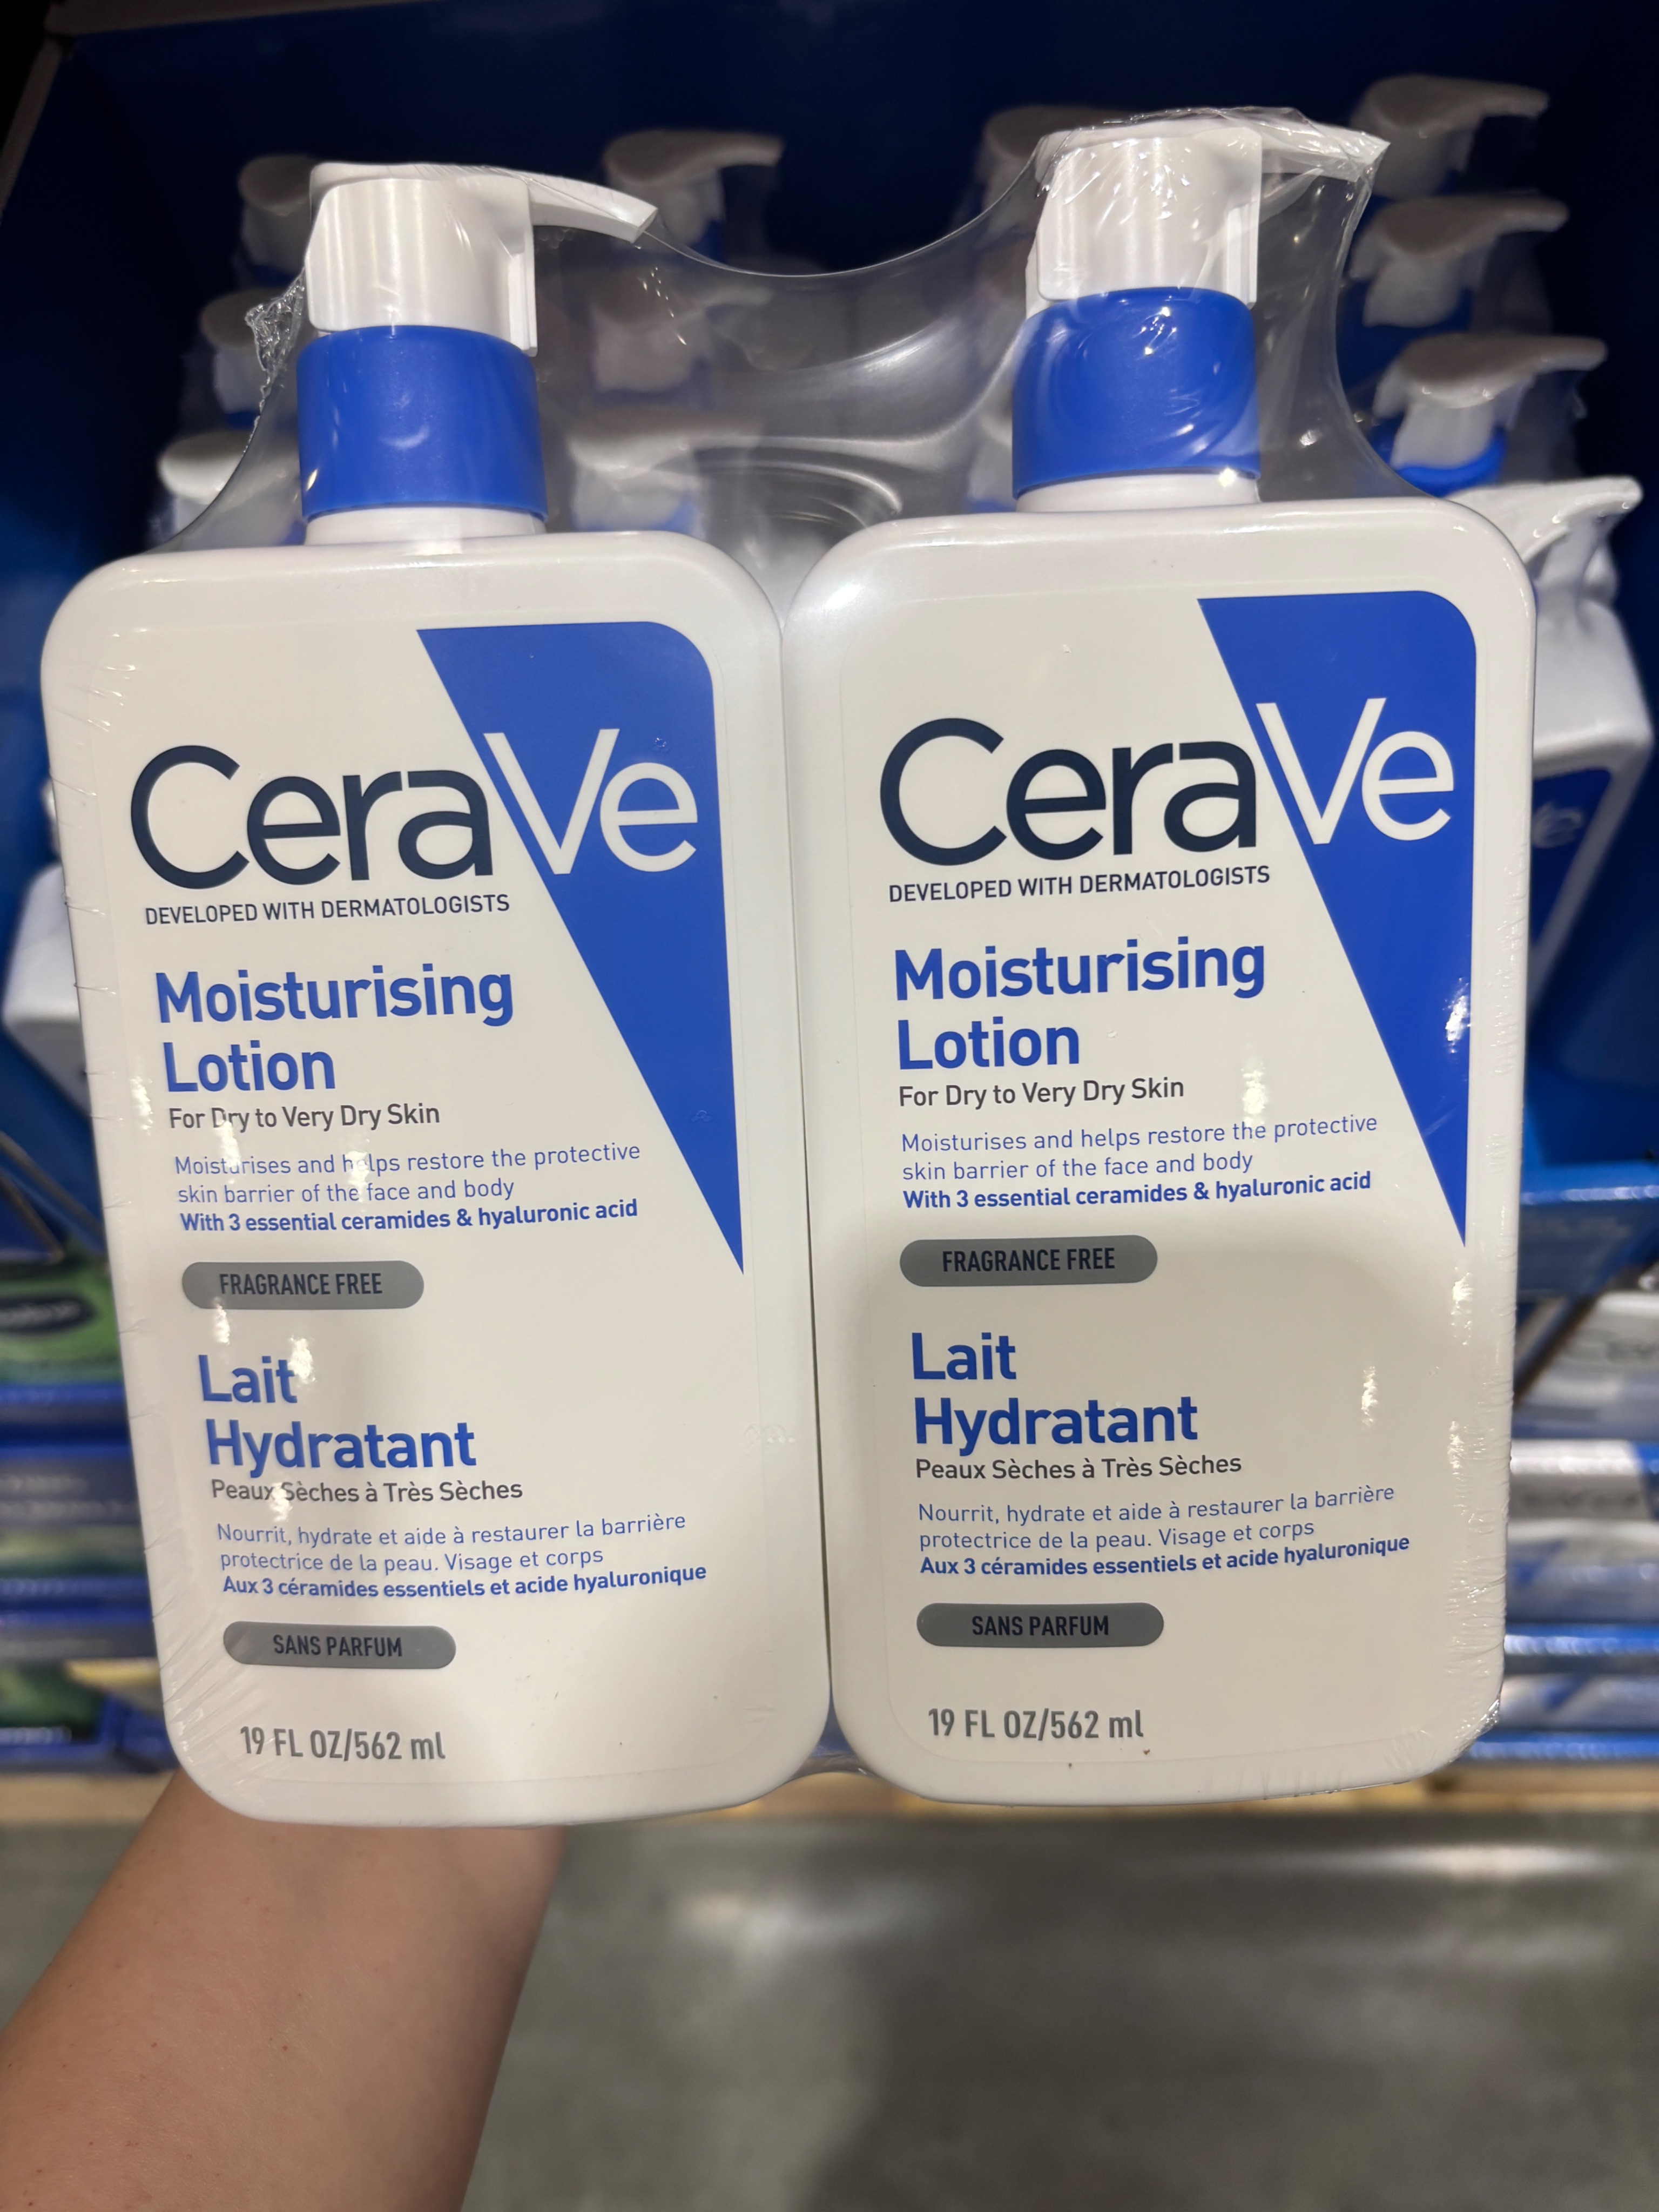 CeraVe
DEVELOPED WITH DERMATOLOGISTS
Moisturising
Lotion
For Dry to Very Dry Skin
Moisturises and helps restore the protective
skin barrier of the face and body
With 3 essential ceramides & hyaluronic acid
FRAGRANCE FREE
Lait
Hydratant
Peaux Sèches à Très Sèches
Nourrit, hydrate et aide à restaurer la barrière
protectrice de la peau. Visage et corps
Aux 3 céramides essentiels et acide hyaluronique
SANS PARFUM
19 FL OZ/562 ml
CeraVe
DEVELOPED WITH DERMATOLOGISTS
Moisturising
Lotion
For Dry to Very Dry Skin
Moisturises and helps restore the protective
skin barrier of the face and body
With 3 essential ceramides & hyaluronic acid
FRAGRANCE FREE
Lait
Hydratant
Peaux Sèches à Très Sèches
Nourrit, hydrate et aide à restaurer la barrière
protectrice de la peau. Visage et corps
Aux 3 céramides essentiels et acide hyaluronique
SANS PARFUM
19 FL OZ/562 ml